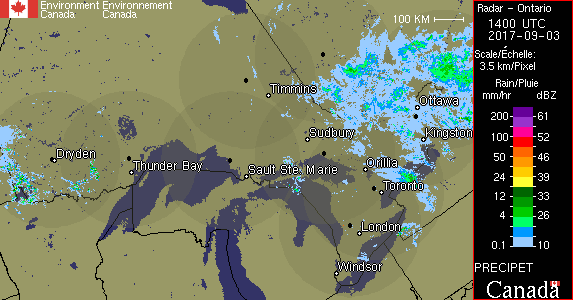 Environment Environnement
Canada Canada
100 KM
Radar – Ontario
1400 UTC
2017–09–03
Scale/Échelle:
3.5 km/Pixel
Rain/Pluie
mm/hr dBZ
200 61
100 52
50 46
24 39
12 33
4 26
0.1 10
PRECIPET
Canada
Timmins
Ottawa
Sudbury
Kingston
Dryden
Thunder Bay
Sault Ste. Marie
Orillia
Toronto
London
Windsor